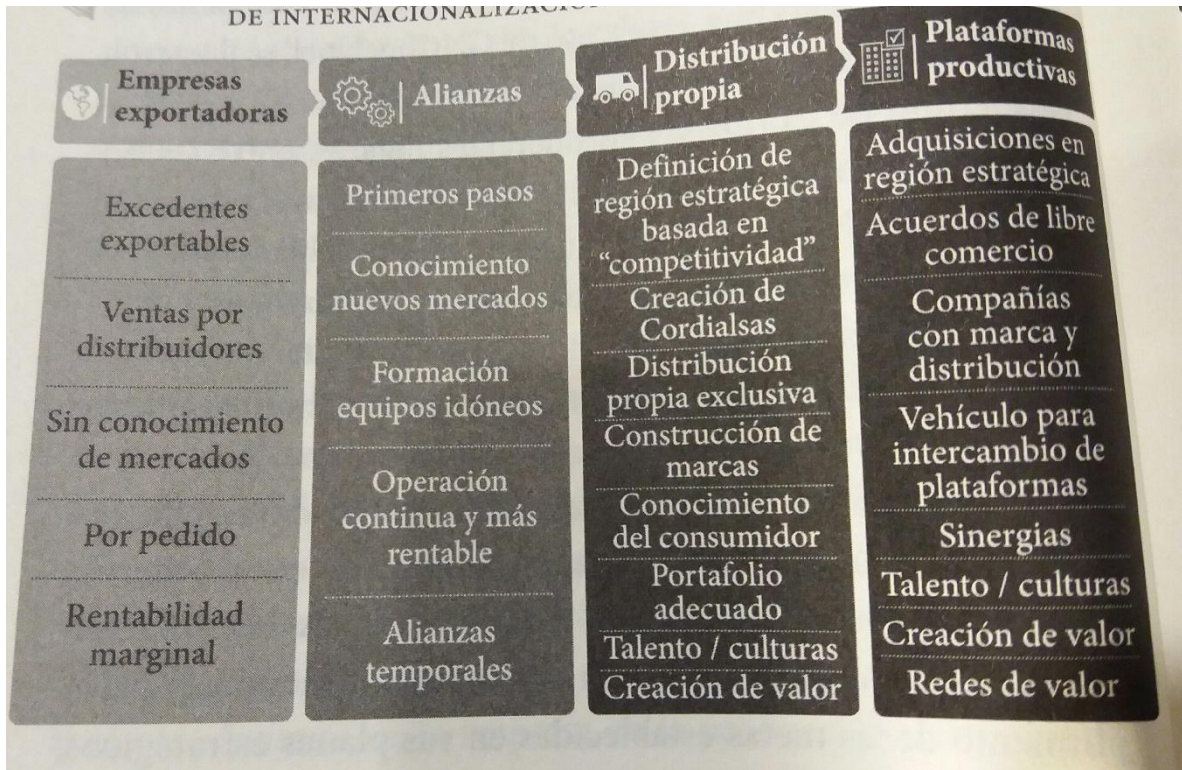 DE INTERNACIONALIZACIÓN
Empresas
exportadoras
Excedentes
exportables
Ventas por
distribuidores
Sin conocimiento
de mercados
Por pedido
Rentabilidad
marginal
Alianzas
Primeros pasos
Conocimiento
nuevos mercados
Formación
equipos idóneos
Operación
continua y más
rentable
Alianzas
temporales
Distribución
propia
Definición de
región estratégica
basada en
“competitividad”
Creación de
Cordialsas
Distribución
propia exclusiva
Construcción de
marcas
Conocimiento
del consumidor
Portafolio
adecuado
Talento / culturas
Creación de valor
Plataformas
productivas
Adquisiciones en
región estratégica
Acuerdos de libre
comercio
Compañías
con marca y
distribución
Vehículo para
intercambio de
plataformas
Sinergias
Talento / culturas
Creación de valor
Redes de valor